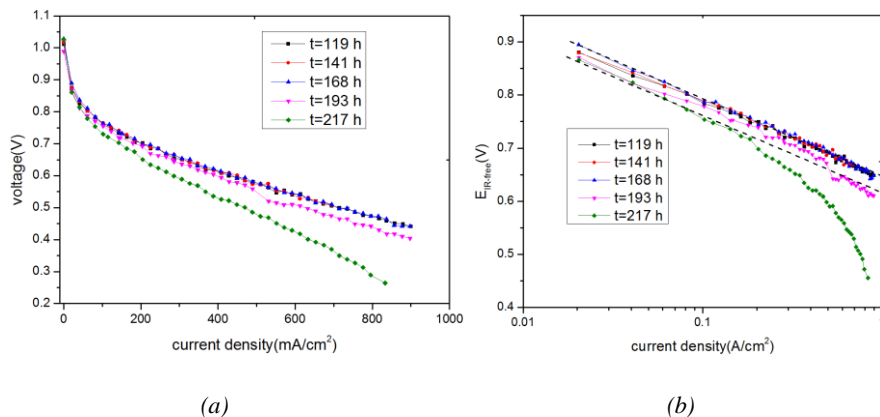 voltage(V)
1.1
1.0
0.9
0.8
0.7
0.6
0.5
0.4
0.3
0.2
0
200
400
600
800
1000
current density(mA/cm²)
t=119 h
t=141 h
t=168 h
t=193 h
t=217 h
(a)
E_IR-free(V)
0.9
0.8
0.7
0.6
0.5
0.4
0.01
0.1
1
current density(A/cm²)
t=119 h
t=141 h
t=168 h
t=193 h
t=217 h
(b)